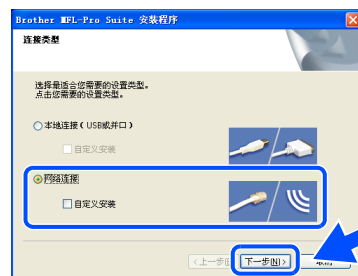 Brother MFL-Pro Suite 安装程序
连接类型
选择最适合您需要的设置类型。
点击您需要的设置类型。
本地连接（USB或并口）
自定义安装
网络连接
自定义安装
<上一步(B) 下一步(N)> 取消